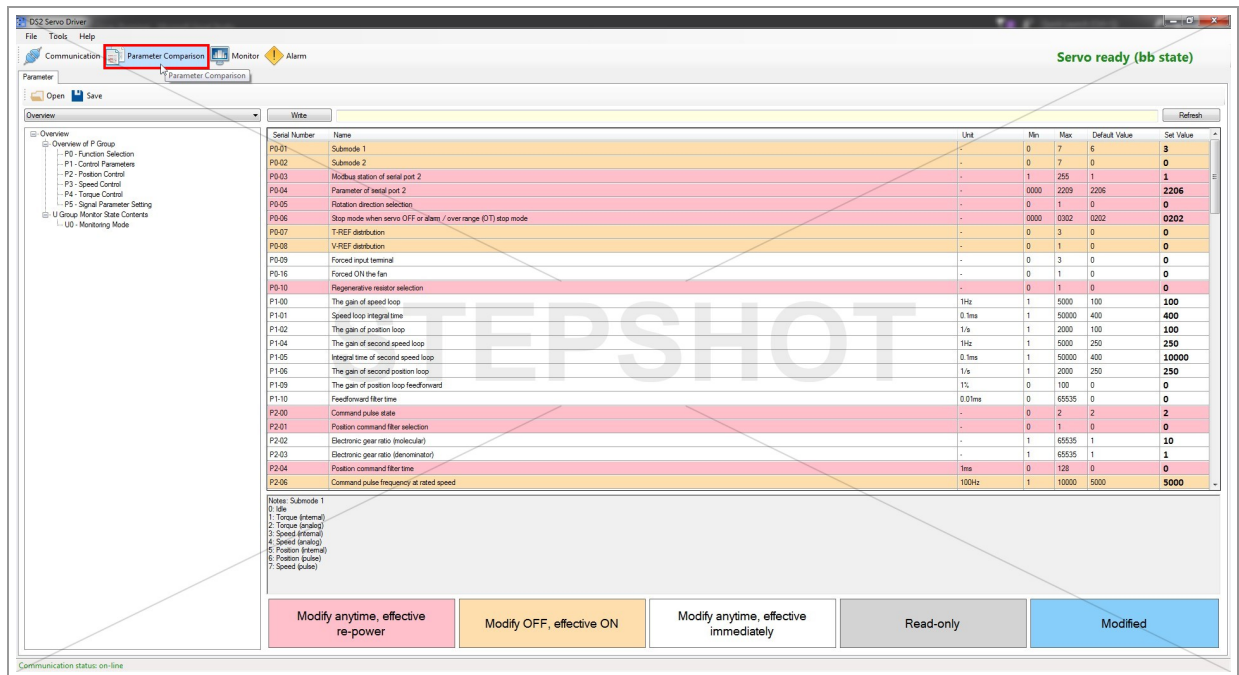 DS2 Servo Driver
File Tools Help
Communication Parameter Comparison Monitor Alarm Servo ready (bb state)
Parameter Comparison
Parameter
Open Save
Overview Write Refresh
Overview
Overview of P Group
P0 - Function Selection
P1 - Control Parameters
P2 - Position Control
P3 - Speed Control
P4 - Torque Control
P5 - Signal Parameter Setting
U Group Monitor State Contents
U0 - Monitoring Mode
Serial Number Name Unit Min Max Default Value Set Value
P0-01 Submode 1 - 0 7 6 3
P0-02 Submode 2 - 0 7 0 0
P0-03 Modbus station of serial port 2 - 1 255 1 1
P0-04 Parameter of serial port 2 - 0000 2209 2206 2206
P0-05 Rotation direction selection - 0 1 0 0
P0-06 Stop mode when servo OFF or alarm / over range (OT) stop mode - 0000 0302 0202 0202
P0-07 T-REF distribution - 0 3 0 0
P0-08 V-REF distribution - 0 1 0 0
P0-09 Forced input terminal - 0 3 0 0
P0-16 Forced ON the fan - 0 1 0 0
P0-10 Regenerative resistor selection - 0 1 0 0
P1-00 The gain of speed loop 1Hz 1 5000 100 100
P1-01 Speed loop integral time 0.1ms 1 50000 400 400
P1-02 The gain of position loop 1/s 1 2000 100 100
P1-04 The gain of second speed loop 1Hz 1 5000 250 250
P1-05 Integral time of second speed loop 0.1ms 1 50000 400 10000
P1-06 The gain of second position loop 1/s 1 2000 250 250
P1-09 The gain of position loop feedforward 1% 0 100 0 0
P1-10 Feedforward filter time 0.01ms 0 65535 0 0
P2-00 Command pulse state - 0 2 2 2
P2-01 Position command filter selection - 0 1 0 0
P2-02 Electronic gear ratio (molecular) - 1 65535 1 10
P2-03 Electronic gear ratio (denominator) - 1 65535 1 1
P2-04 Position command filter time 1ms 0 128 0 0
P2-06 Command pulse frequency at rated speed 100Hz 1 10000 5000 5000
STEPSHOT
Notes: Submode 1
0: Idle
1: Torque (internal)
2: Torque (analog)
3: Speed (internal)
4: Speed (analog)
5: Position (internal)
6: Position (pulse)
7: Speed (pulse)
Modify anytime, effective
re-power
Modify OFF, effective ON
Modify anytime, effective
immediately
Read-only
Modified
Communication status: on-line